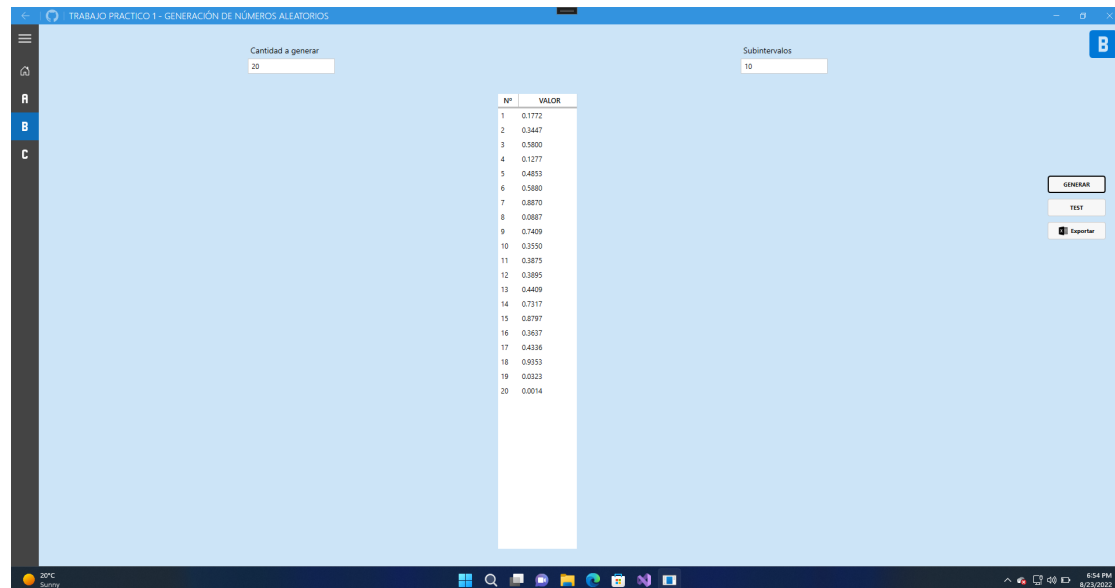 TRABAJO PRACTICO 1 - GENERACIÓN DE NÚMEROS ALEATORIOS
B
Cantidad a generar
Subintervalos
20
10
A
B
C
Nº VALOR
1 0.1772
2 0.3447
3 0.5800
4 0.1277
5 0.4853
6 0.5880
7 0.8870
8 0.0887
9 0.7409
10 0.3550
11 0.3875
12 0.3895
13 0.4409
14 0.7317
15 0.8797
16 0.3637
17 0.4336
18 0.9353
19 0.0323
20 0.0014
GENERAR
TEST
Exportar
20°C
Sunny
6:54 PM
8/23/2022